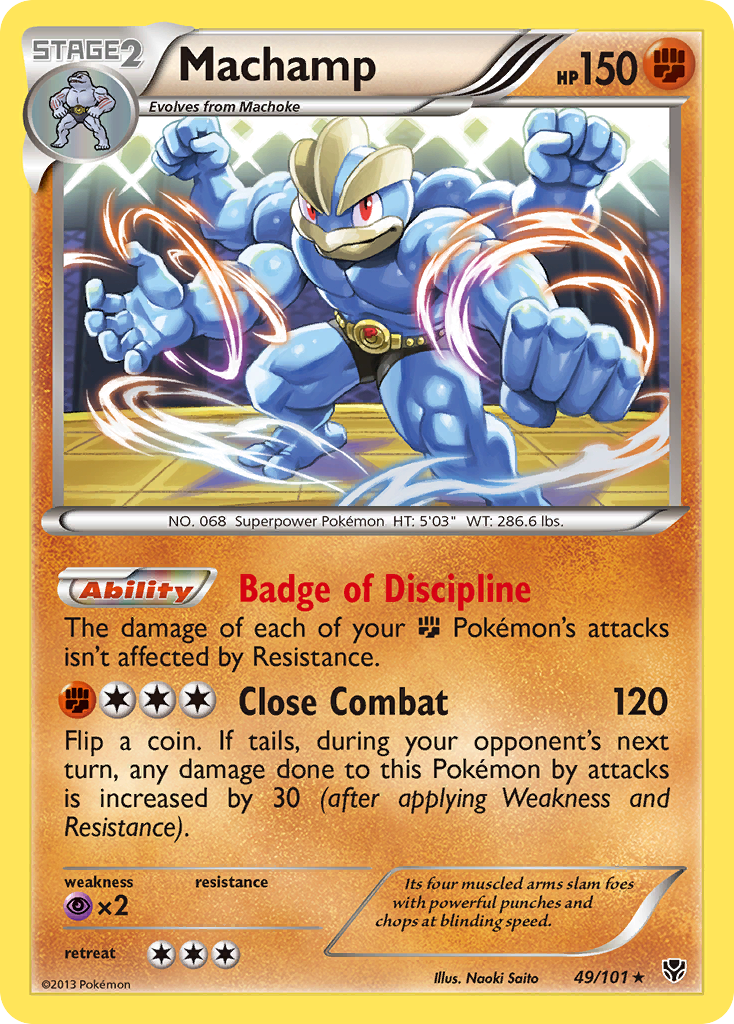 STAGE2
Machamp
HP150
Evolves from Machoke
NO. 068 Superpower Pokémon HT: 5'03" WT: 286.6 lbs.
Ability Badge of Discipline
The damage of each of your Pokémon's attacks
isn't affected by Resistance.
Close Combat 120
Flip a coin. If tails, during your opponent's next
turn, any damage done to this Pokémon by attacks
is increased by 30 (after applying Weakness and
Resistance).
weakness resistance
×2
retreat
Its four muscled arms slam foes
with powerful punches and
chops at blinding speed.
©2013 Pokémon
Illus. Naoki Saito 49/101 ★